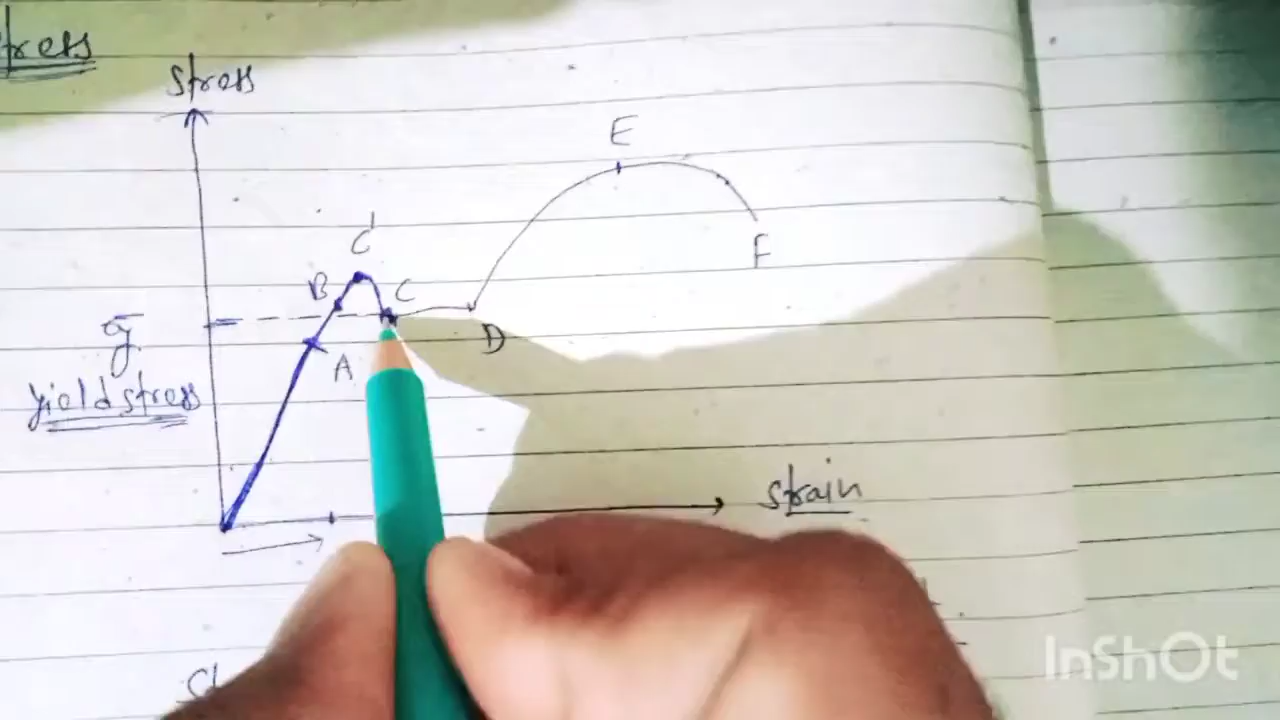 stress
stress
E
C'
F
B
C
σy
D
A
yield stress
strain
InShOt